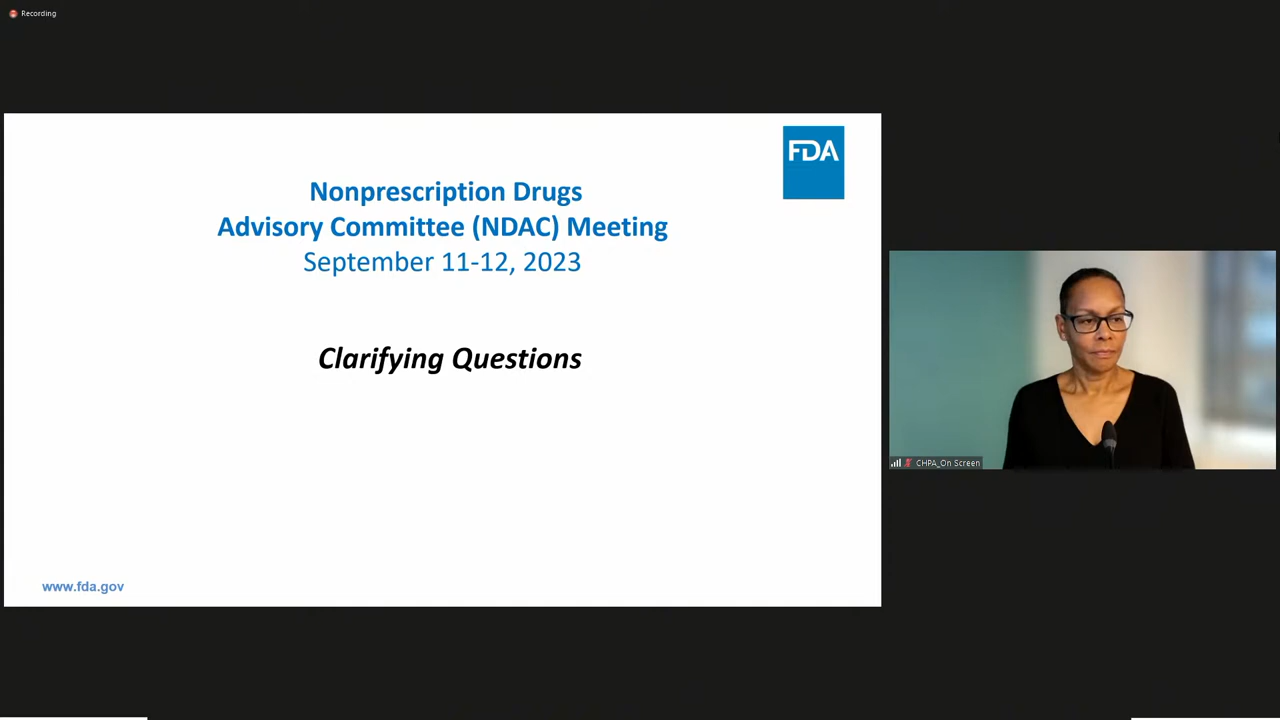 Recording
FDA
Nonprescription Drugs
Advisory Committee (NDAC) Meeting
September 11-12, 2023
Clarifying Questions
www.fda.gov
CHPA_On Screen